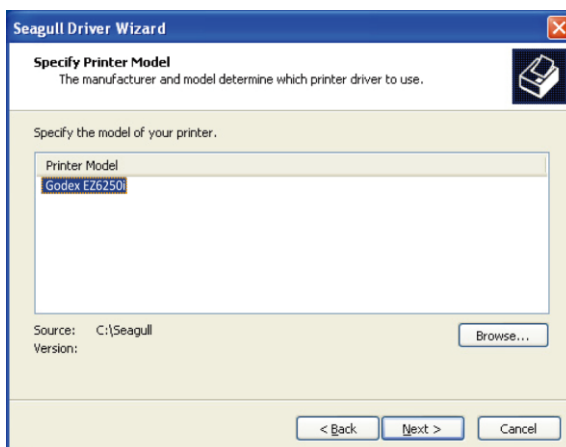 Seagull Driver Wizard
Specify Printer Model
The manufacturer and model determine which printer driver to use.
Specify the model of your printer.
Printer Model
Godex EZ6250i
Source: C:\Seagull
Browse...
Version:
< Back Next > Cancel